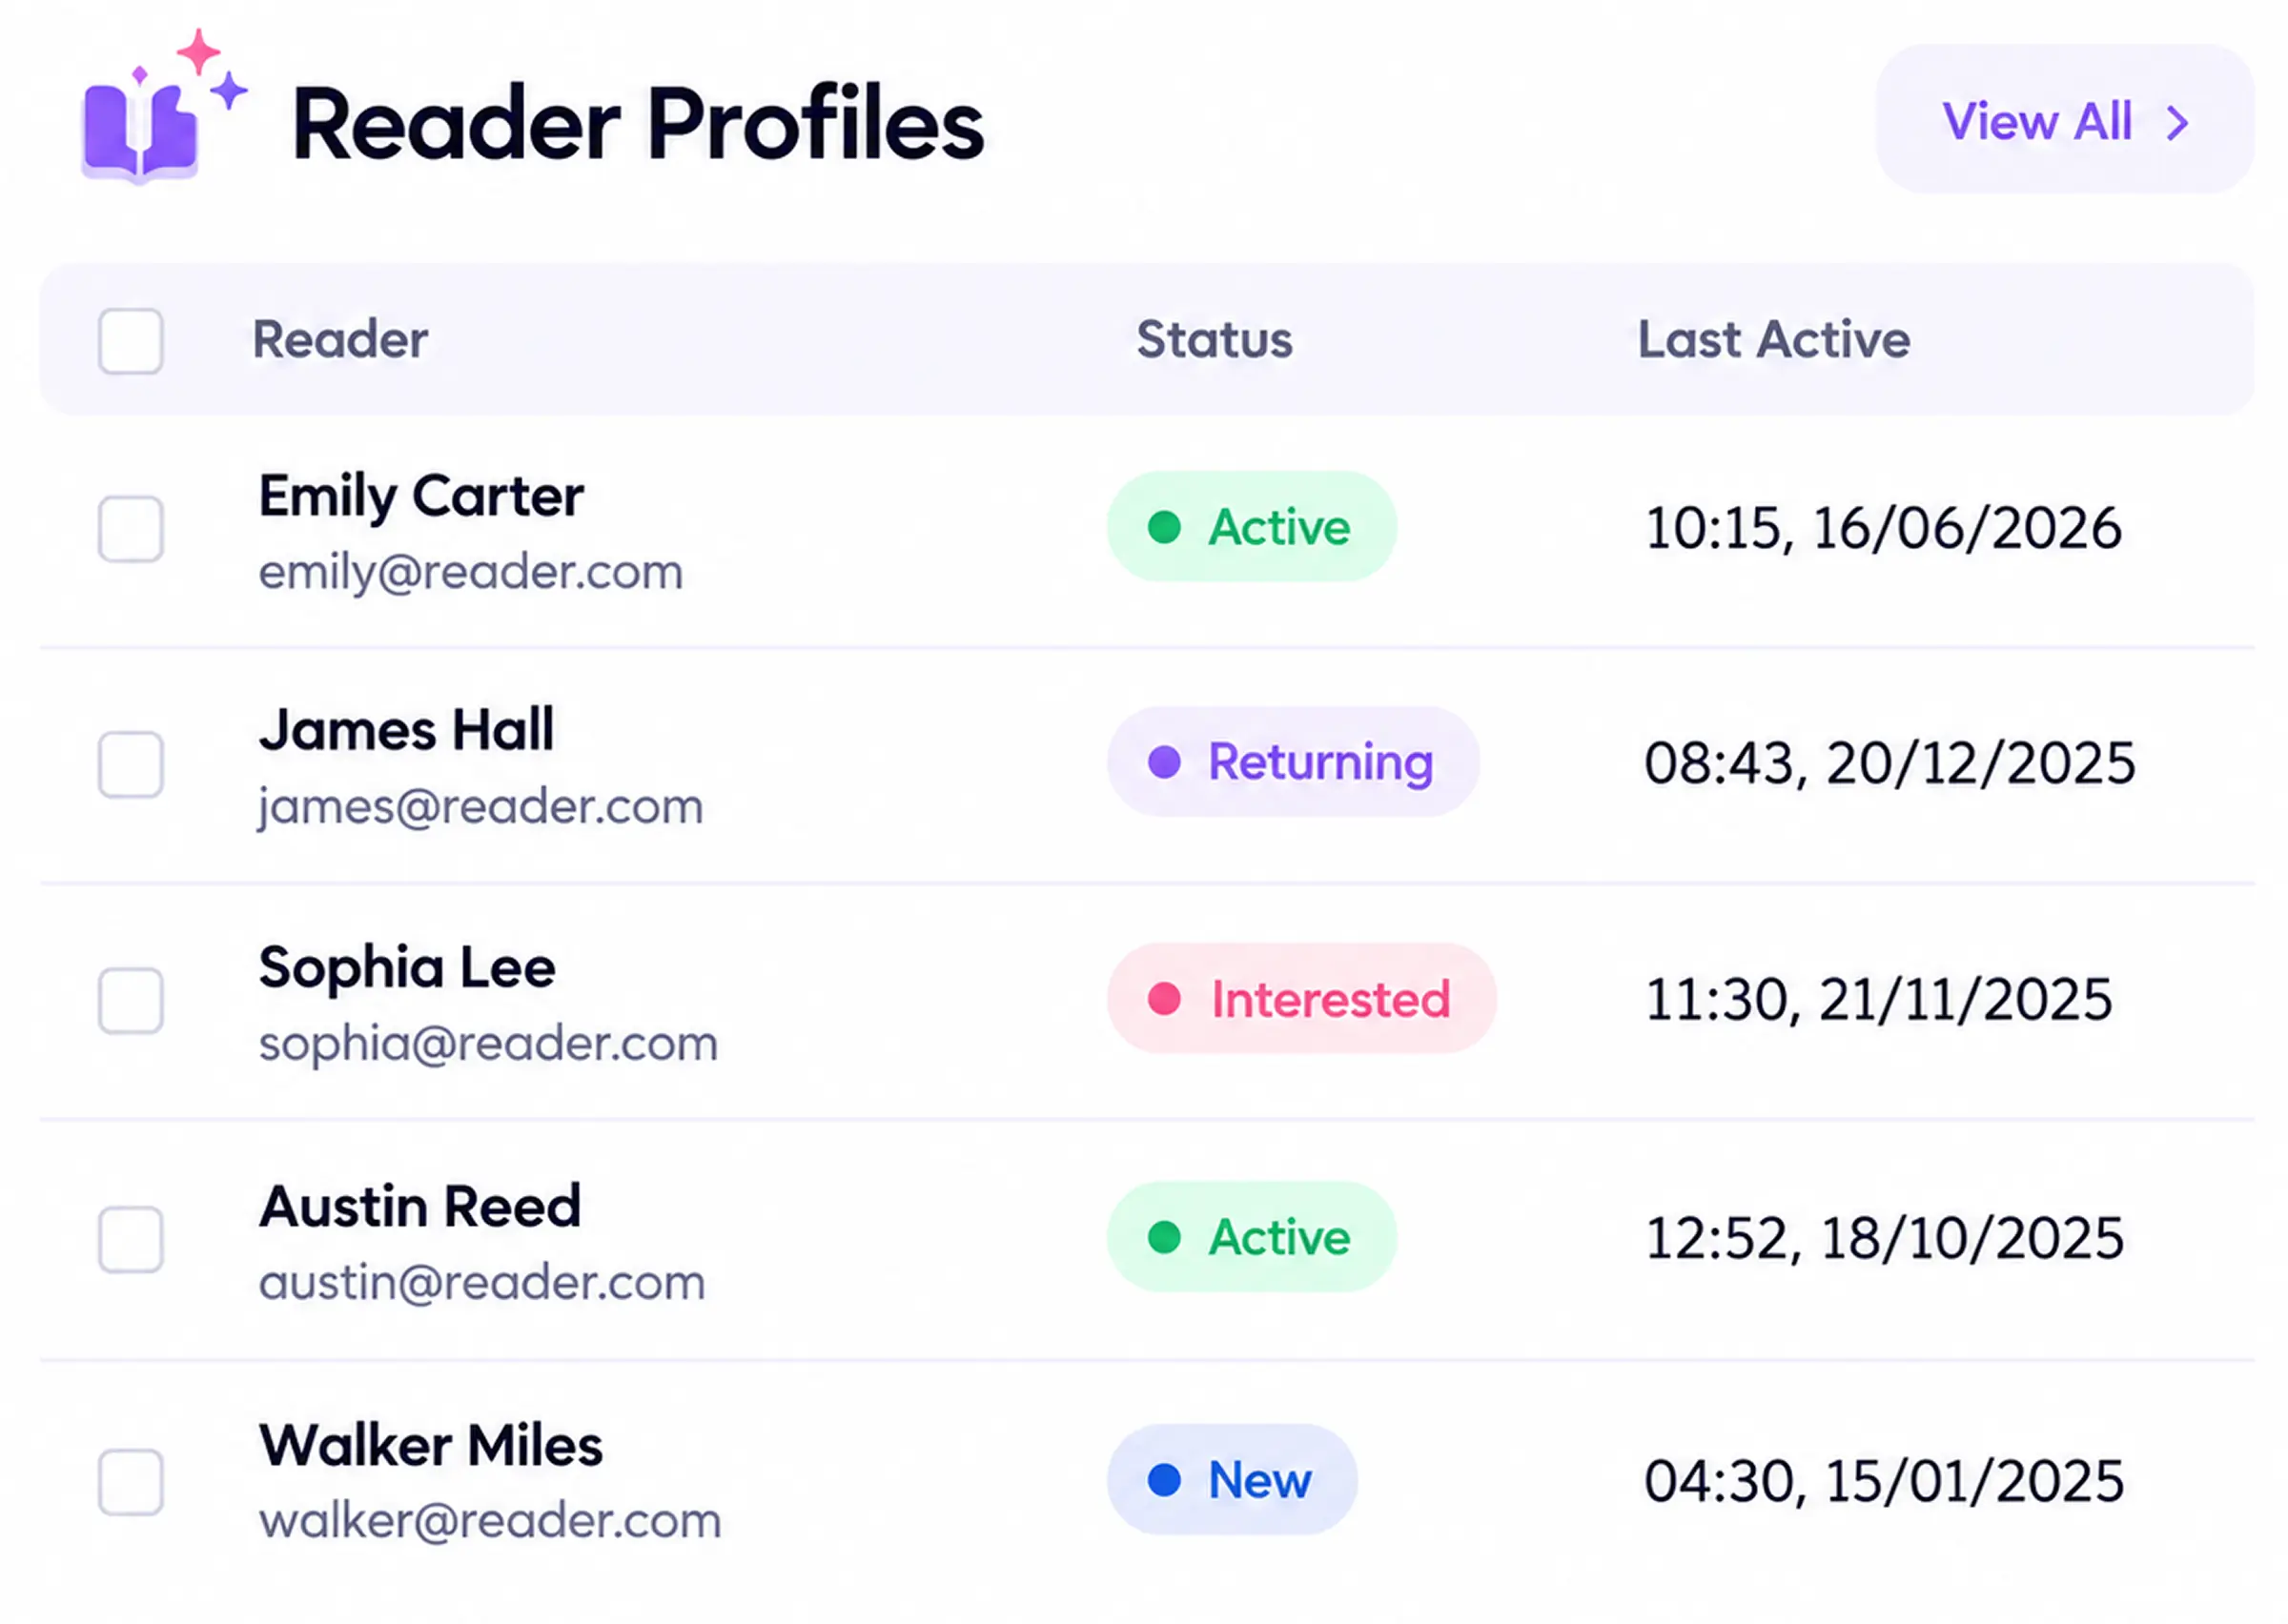 Reader Profiles
View All
Reader Status Last Active
Emily Carter
emily@reader.com
Active
10:15, 16/06/2026
James Hall
james@reader.com
Returning
08:43, 20/12/2025
Sophia Lee
sophia@reader.com
Interested
11:30, 21/11/2025
Austin Reed
austin@reader.com
Active
12:52, 18/10/2025
Walker Miles
walker@reader.com
New
04:30, 15/01/2025